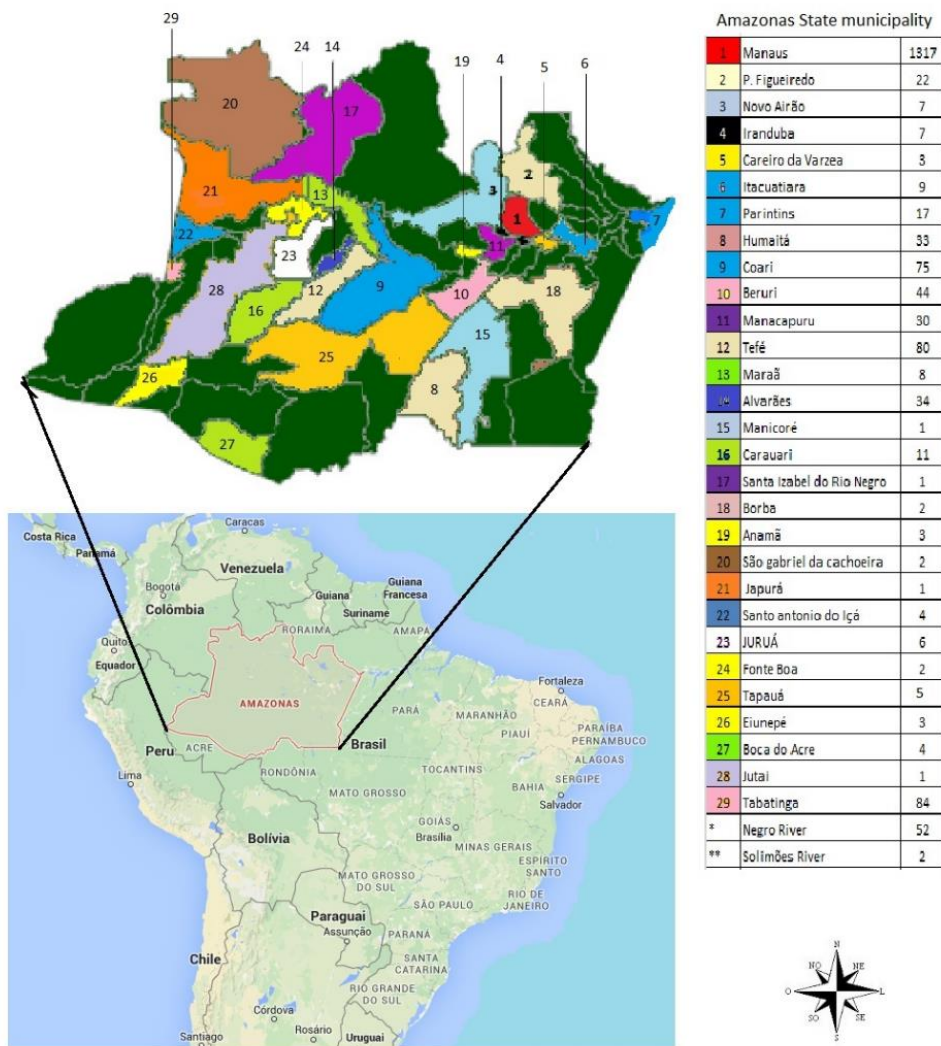 29
24
14
19
4
5
6
20
17
21
13
3
2
1
7
22
23
11
28
12
9
10
18
16
15
25
26
8
27
Amazonas State municipality
1 Manaus 1317
2 P. Figueiredo 22
3 Novo Airão 7
4 Iranduba 7
5 Careiro da Varzea 3
6 Itacuatiara 9
7 Parintins 17
8 Humaitá 33
9 Coari 75
10 Beruri 44
11 Manacapuru 30
12 Tefé 80
13 Maraã 8
14 Alvarães 34
15 Manicoré 1
16 Carauari 11
17 Santa Izabel do Rio Negro 1
18 Borba 2
19 Anamã 3
20 São gabriel da cachoeira 2
21 Japurá 1
22 Santo antonio do Içá 4
23 JURUÁ 6
24 Fonte Boa 2
25 Tapauá 5
26 Eiunepé 3
27 Boca do Acre 4
28 Jutai 1
29 Tabatinga 84
* Negro River 52
** Solimões River 2
Costa Rica
Panamá
Caracas
Venezuela
Bogotá
Colômbia
Guiana
Guiana
Francesa
Suriname
RORAIMA
AMAPÁ
Quito
Equador
AMAZONAS
Fortaleza
CEARÁ
PARÁ
MARANHÃO
PIAUÍ
PARAÍBA
PERNAMBUCO
ALAGOAS
SERGIPE
Peru
ACRE
Brasil
RONDÔNIA
TOCANTINS
BAHIA
Lima
MATO GROSSO
Salvador
GOIÁS
Brasília
Bolívia
MINAS GERAIS
MATO GROSSO
DO SUL
ESPÍRITO
SANTO
SÃO PAULO
RIO DE
JANEIRO
Paraguai
Assunção
PARANÁ
SANTA
CATARINA
Chile
RIO GRANDE
DO SUL
Córdova
Rosário
Uruguai
Santiago
N
NO
NE
O
L
SO
SE
S